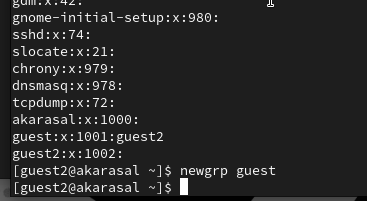 gdm:x:42:
gnome-initial-setup:x:980:
sshd:x:74:
slocate:x:21:
chrony:x:979:
dnsmasq:x:978:
tcpdump:x:72:
akarasal:x:1000:
guest:x:1001:guest2
guest2:x:1002:
[guest2@akarasal ~]$ newgrp guest
[guest2@akarasal ~]$